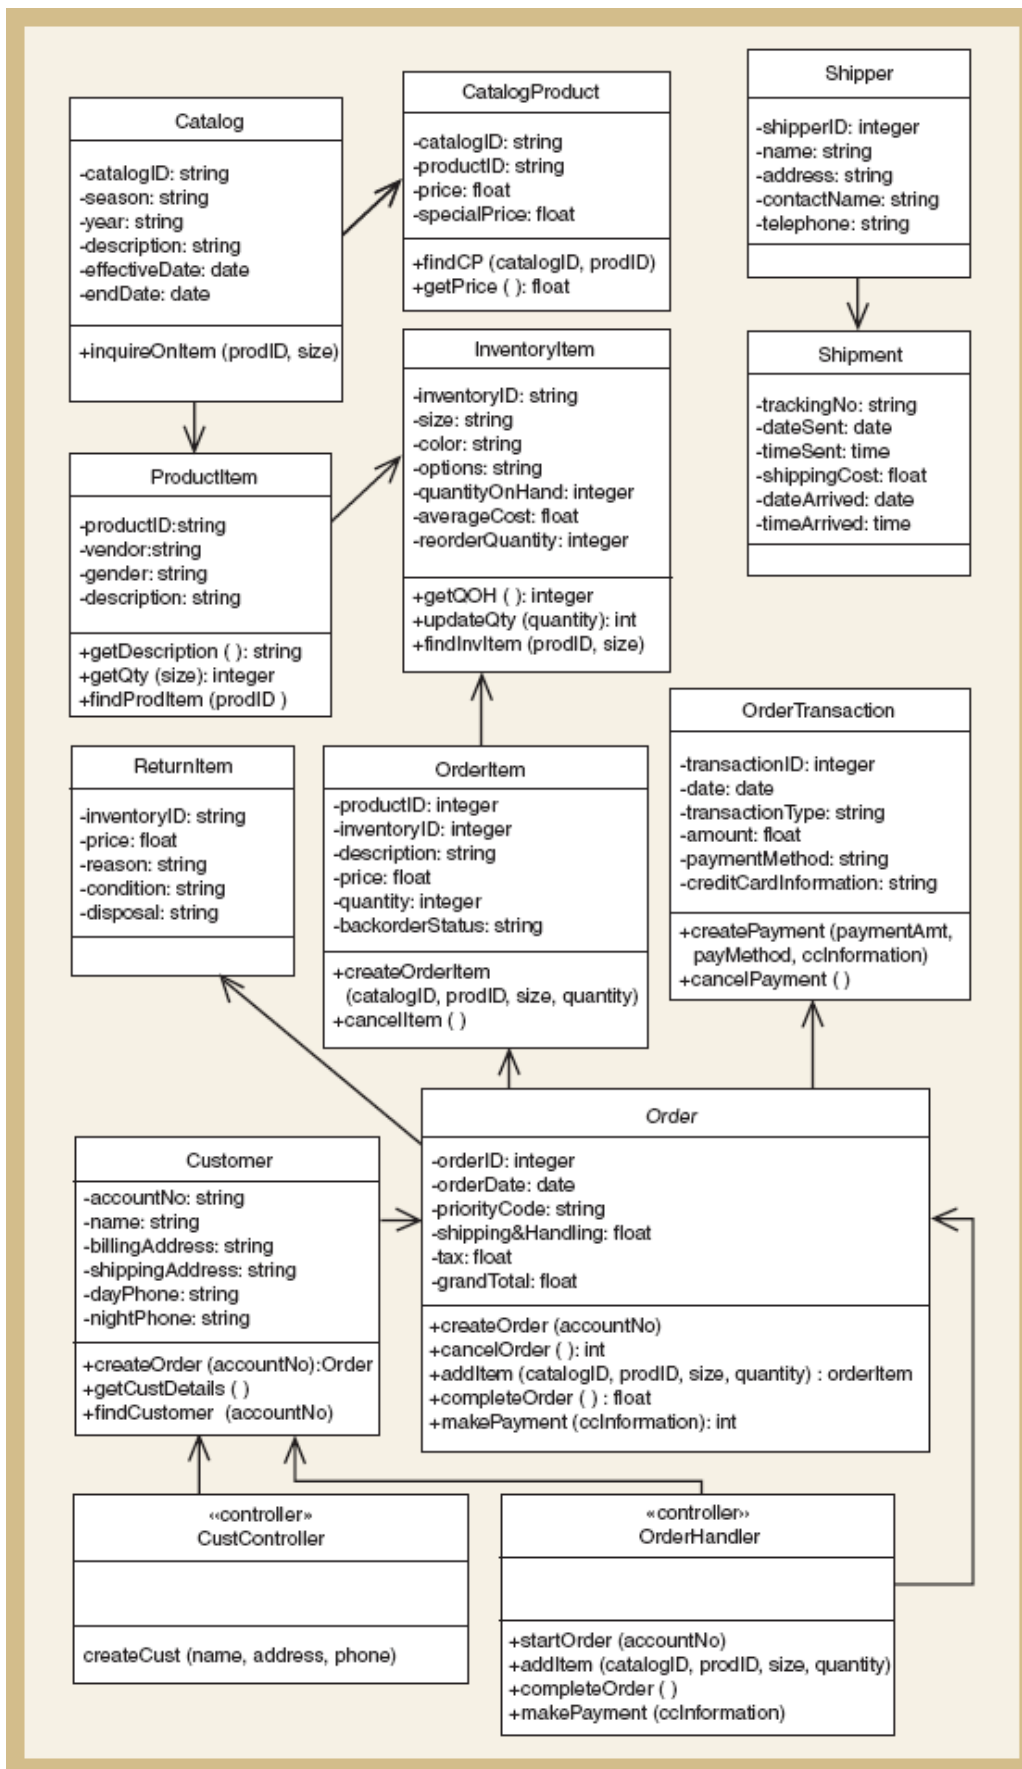 Catalog
-catalogID: string
-season: string
-year: string
-description: string
-effectiveDate: date
-endDate: date
+inquireOnItem (prodID, size)
CatalogProduct
-catalogID: string
-productID: string
-price: float
-specialPrice: float
+findCP (catalogID, prodID)
+getPrice ( ): float
Shipper
-shipperID: integer
-name: string
-address: string
-contactName: string
-telephone: string
ProductItem
-productID:string
-vendor:string
-gender: string
-description: string
+getDescription ( ): string
+getQty (size): integer
+findProdItem (prodID )
InventoryItem
-inventoryID: string
-size: string
-color: string
-options: string
-quantityOnHand: integer
-averageCost: float
-reorderQuantity: integer
+getQOH ( ): integer
+updateQty (quantity): int
+findInvItem (prodID, size)
Shipment
-trackingNo: string
-dateSent: date
-timeSent: time
-shippingCost: float
-dateArrived: date
-timeArrived: time
ReturnItem
-inventoryID: string
-price: float
-reason: string
-condition: string
-disposal: string
OrderItem
-productID: integer
-inventoryID: integer
-description: string
-price: float
-quantity: integer
-backorderStatus: string
+createOrderItem
(catalogID, prodID, size, quantity)
+cancelItem ( )
OrderTransaction
-transactionID: integer
-date: date
-transactionType: string
-amount: float
-paymentMethod: string
-creditCardInformation: string
+createPayment (paymentAmt,
payMethod, ccInformation)
+cancelPayment ( )
Customer
-accountNo: string
-name: string
-billingAddress: string
-shippingAddress: string
-dayPhone: string
-nightPhone: string
+createOrder (accountNo):Order
+getCustDetails ( )
+findCustomer (accountNo)
Order
-orderID: integer
-orderDate: date
-priorityCode: string
-shipping&Handling: float
-tax: float
-grandTotal: float
+createOrder (accountNo)
+cancelOrder ( ): int
+addItem (catalogID, prodID, size, quantity) : orderItem
+completeOrder ( ) : float
+makePayment (ccInformation): int
«controller»
CustController
createCust (name, address, phone)
«controller»
OrderHandler
+startOrder (accountNo)
+addItem (catalogID, prodID, size, quantity)
+completeOrder ( )
+makePayment (ccInformation)